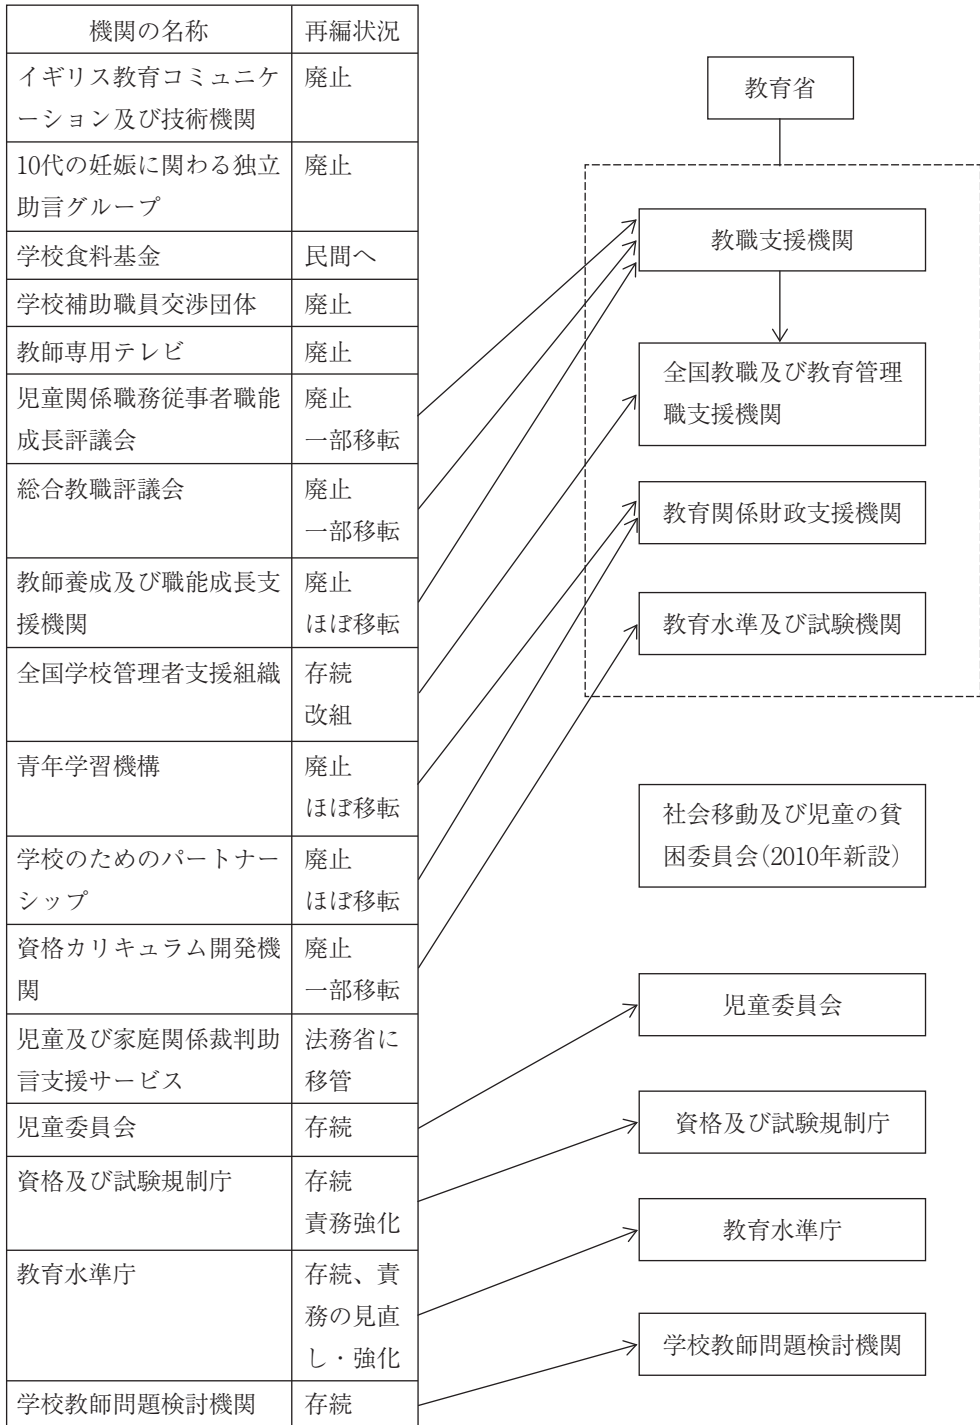 機関の名称 再編状況
イギリス教育コミュニケ 廃止
ーション及び技術機関
10代の妊娠に関わる独立 廃止
助言グループ
学校食料基金 民間へ
学校補助職員交渉団体 廃止
教師専用テレビ 廃止
児童関係職務従事者職能 廃止
成長評議会 一部移転
総合教職評議会 廃止
一部移転
教師養成及び職能成長支 廃止
援機関 ほぼ移転
全国学校管理者支援組織 存続
改組
青年学習機構 廃止
ほぼ移転
学校のためのパートナー 廃止
シップ ほぼ移転
資格カリキュラム開発機 廃止
関 一部移転
児童及び家庭関係裁判助 法務省に
言支援サービス 移管
児童委員会 存続
資格及び試験規制庁 存続
責務強化
教育水準庁 存続、責
務の見直
し・強化
学校教師問題検討機関 存続
教育省
教職支援機関
全国教職及び教育管理
職支援機関
教育関係財政支援機関
教育水準及び試験機関
社会移動及び児童の貧
困委員会(2010年新設)
児童委員会
資格及び試験規制庁
教育水準庁
学校教師問題検討機関